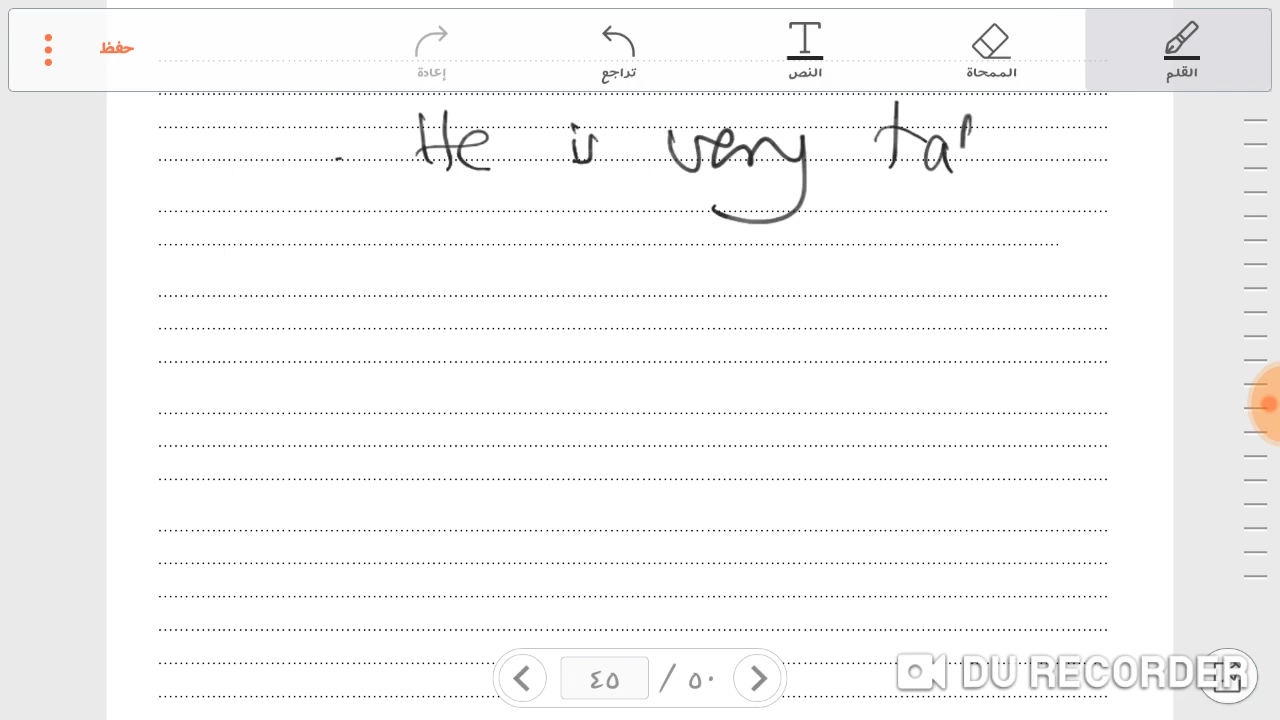 حفظ
إعادة
تراجع
النص
الممحاة
القلم
He is very ta
٤٥ / ٥٠
DU RECORDER